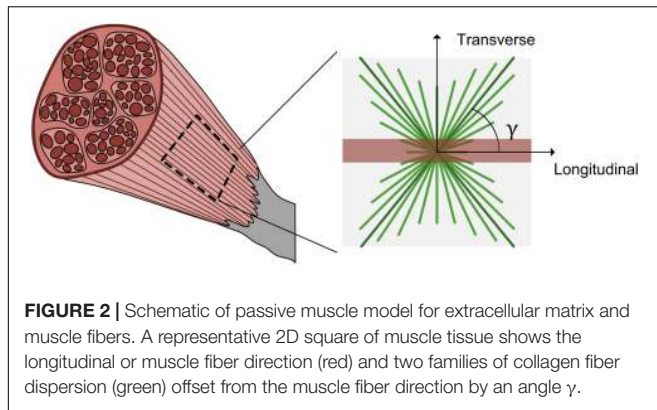 Transverse
γ
Longitudinal
FIGURE 2 | Schematic of passive muscle model for extracellular matrix and
muscle fibers. A representative 2D square of muscle tissue shows the
longitudinal or muscle fiber direction (red) and two families of collagen fiber
dispersion (green) offset from the muscle fiber direction by an angle γ.